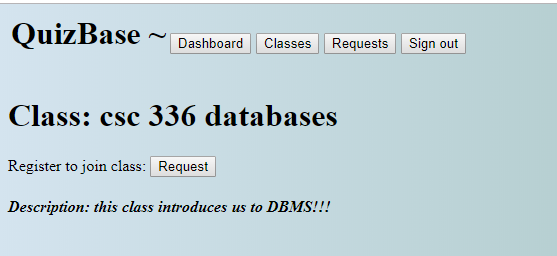 QuizBase ~ Dashboard Classes Requests Sign out
Class: csc 336 databases
Register to join class: Request
Description: this class introduces us to DBMS!!!